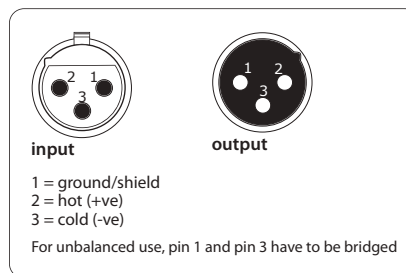 2 1
3
1 2
3
input
output
1 = ground/shield
2 = hot (+ve)
3 = cold (-ve)
For unbalanced use, pin 1 and pin 3 have to be bridged